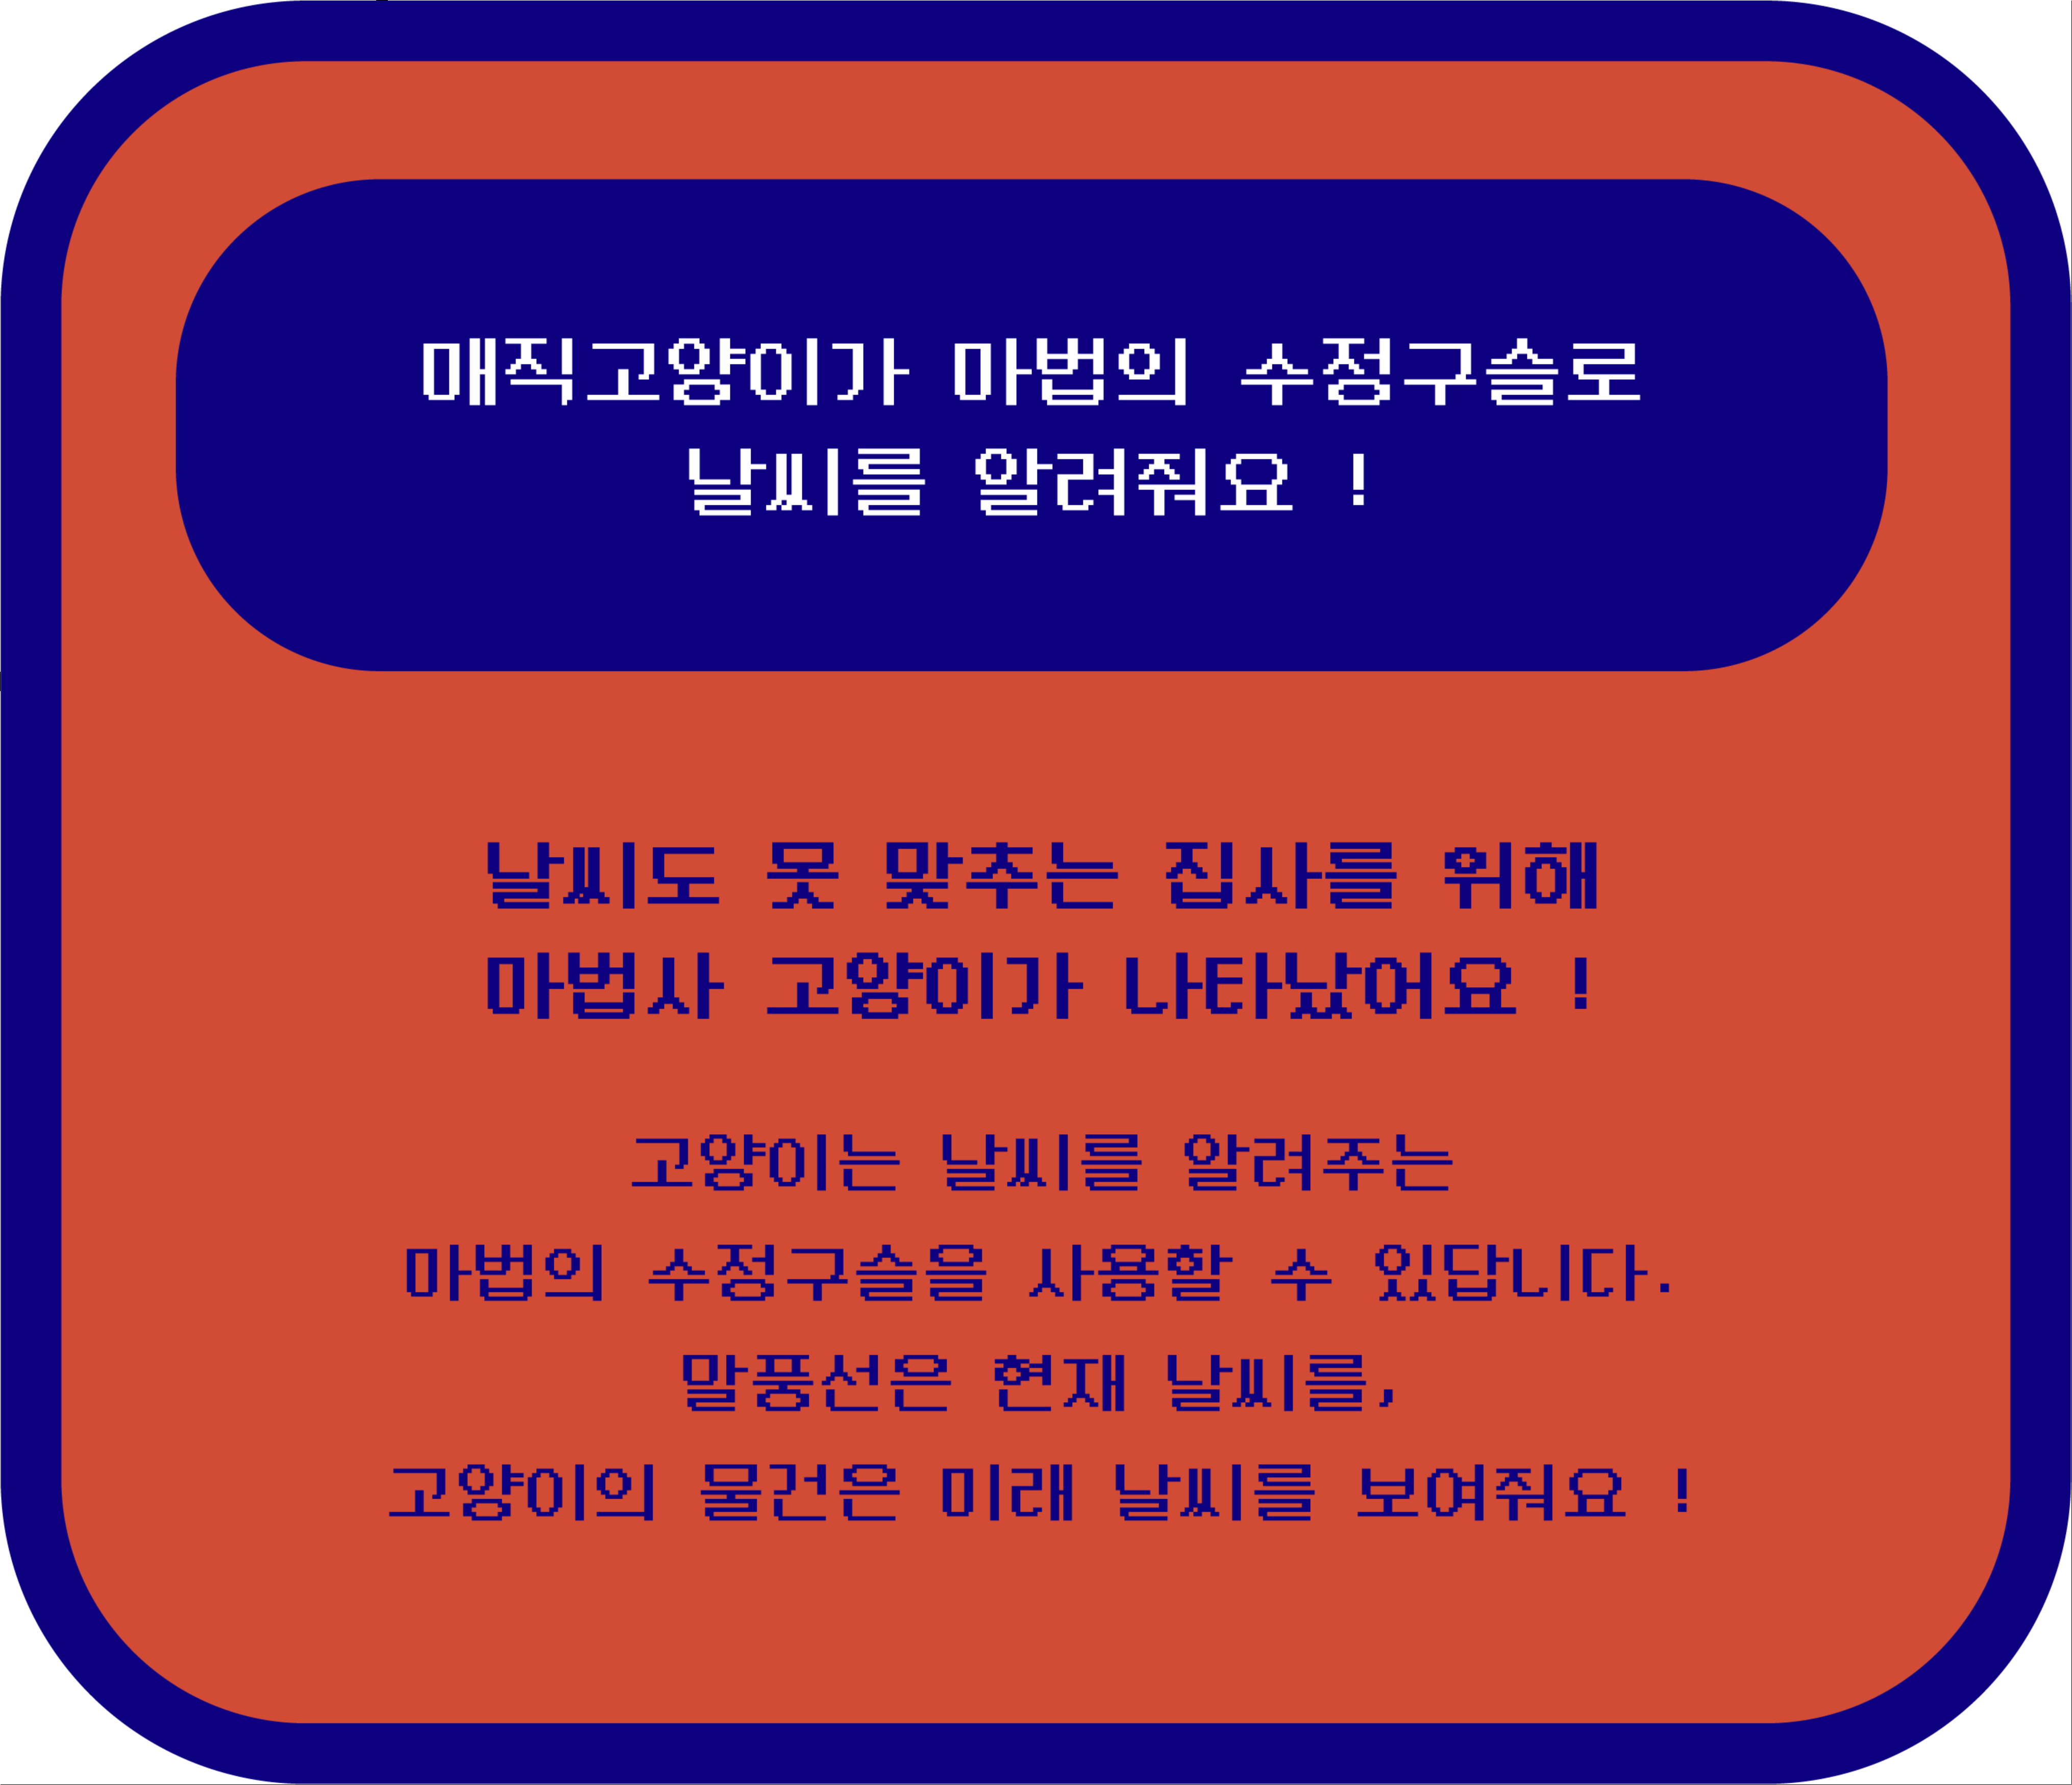 매직고양이가 마법의 수정구슬로
날씨를 알려줘요 !
날씨도 못 맞추는 집사를 위해
마법사 고양이가 나타났어요 !
고양이는 날씨를 알려주는
마법의 수정구슬을 사용할 수 있답니다.
말풍선은 현재 날씨를,
고양이의 물건은 미래 날씨를 보여줘요 !